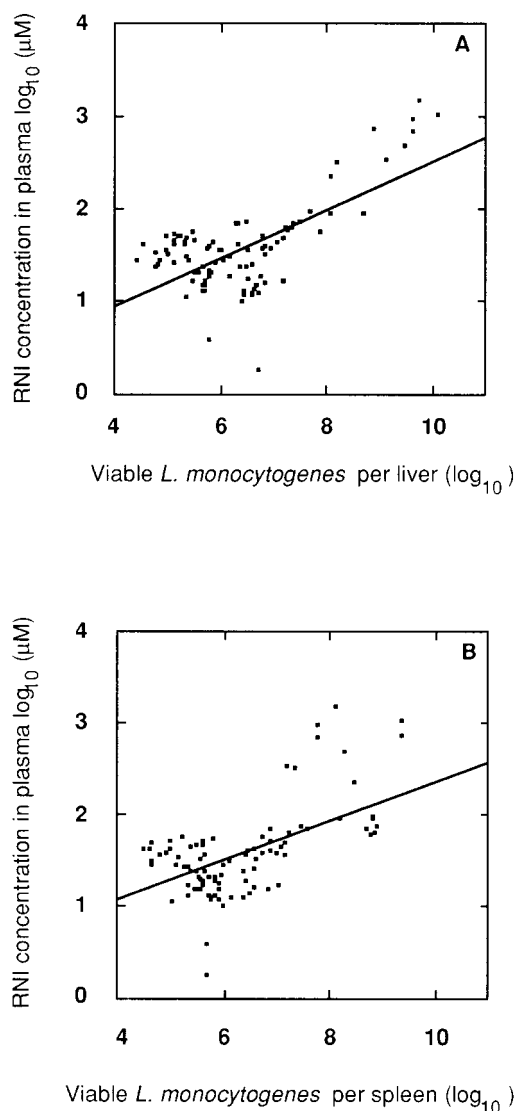 A
RNI concentration in plasma log10 (µM)
4
3
2
1
0
4 6 8 10
Viable L. monocytogenes per liver (log10)
B
RNI concentration in plasma log10 (µM)
4
3
2
1
0
4 6 8 10
Viable L. monocytogenes per spleen (log10)